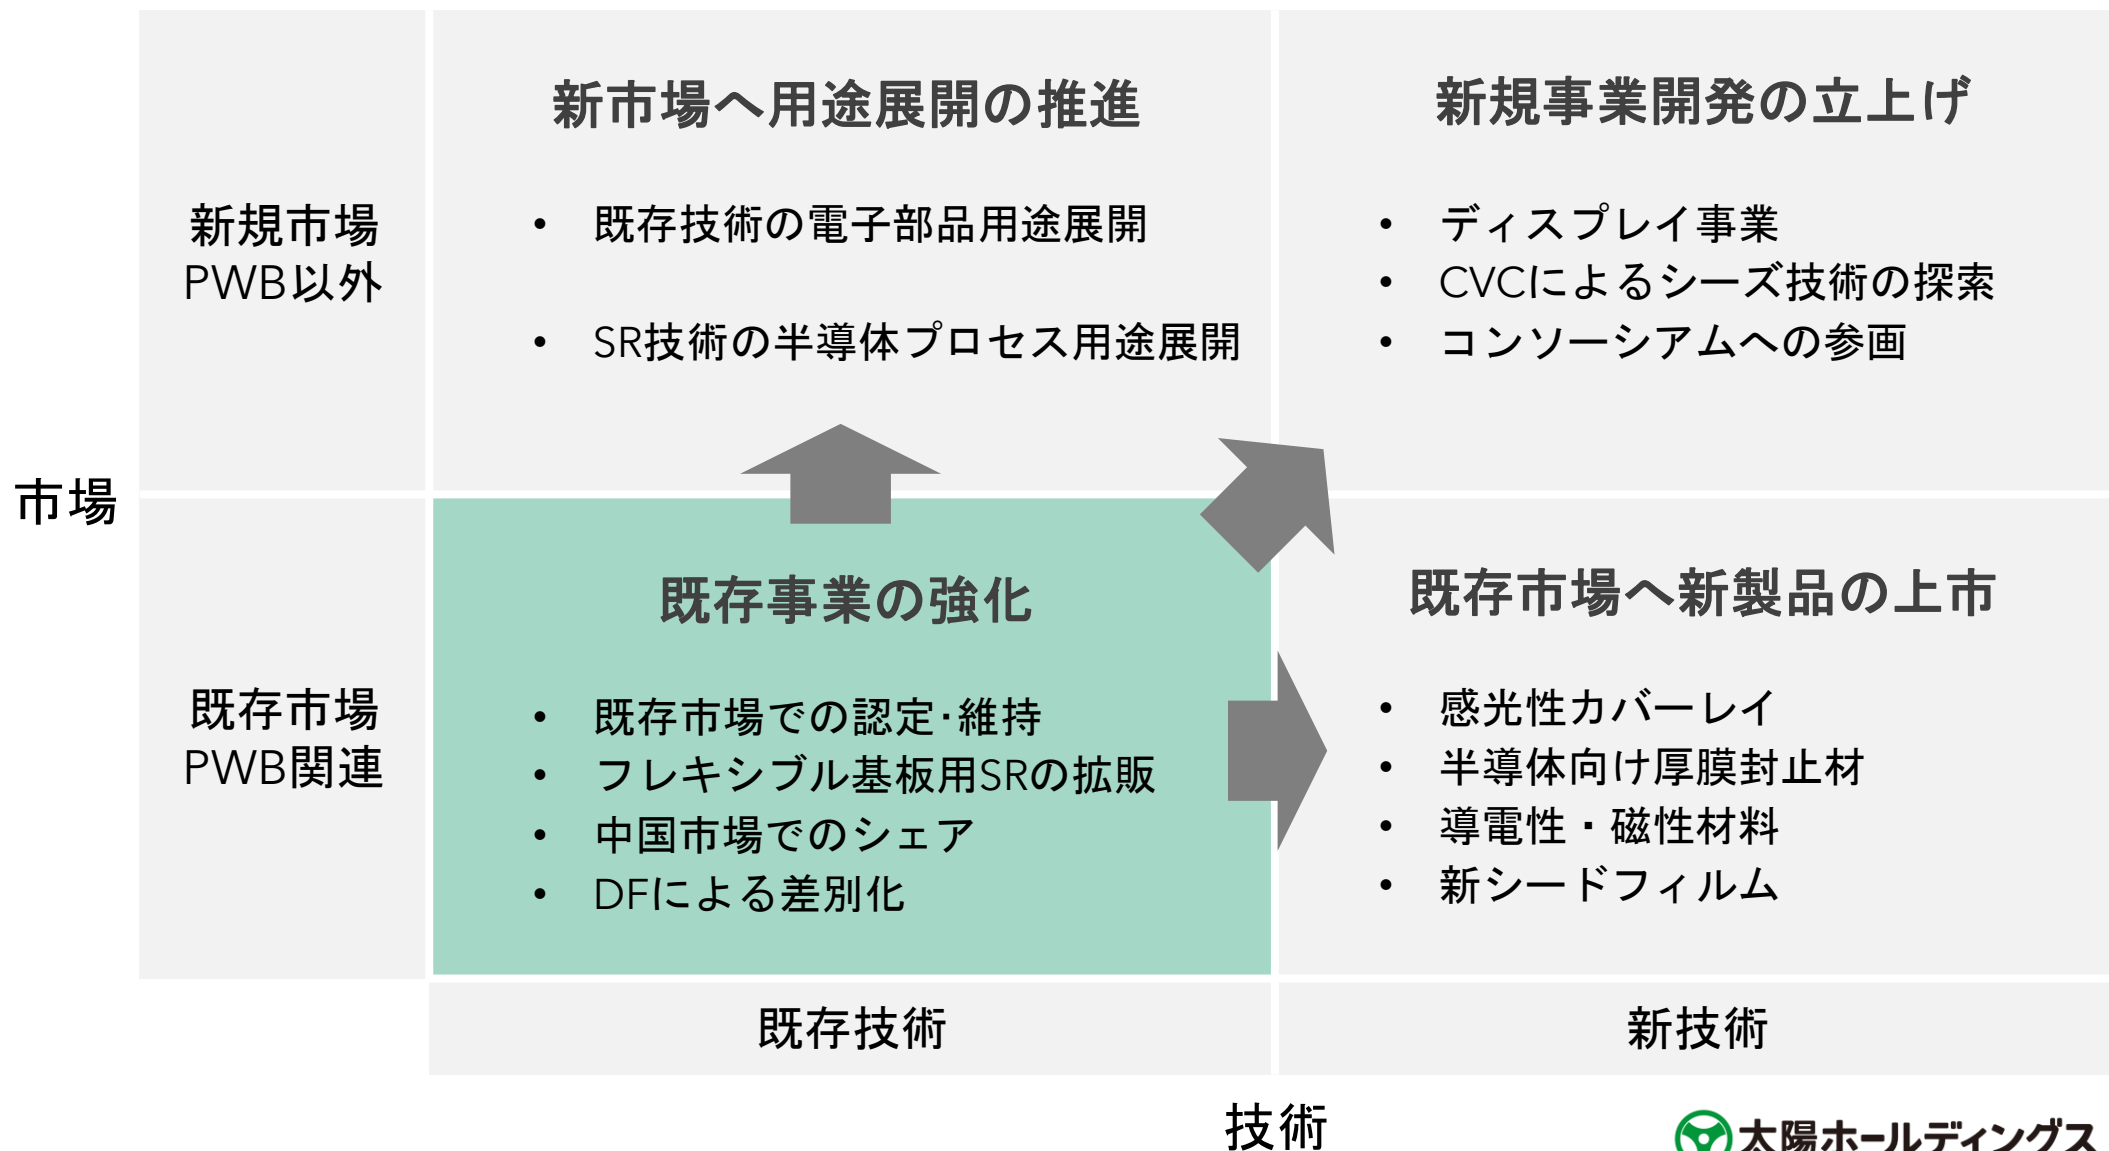 新市場へ用途展開の推進
• 既存技術の電子部品用途展開
• SR技術の半導体プロセス用途展開
新規事業開発の立上げ
• ディスプレイ事業
• CVCによるシーズ技術の探索
• コンソーシアムへの参画
新規市場
PWB以外
市場
既存事業の強化
• 既存市場での認定･維持
• フレキシブル基板用SRの拡販
• 中国市場でのシェア
• DFによる差別化
既存市場へ新製品の上市
• 感光性カバーレイ
• 半導体向け厚膜封止材
• 導電性・磁性材料
• 新シードフィルム
既存市場
PWB関連
既存技術
新技術
技術
太陽ホールディングス